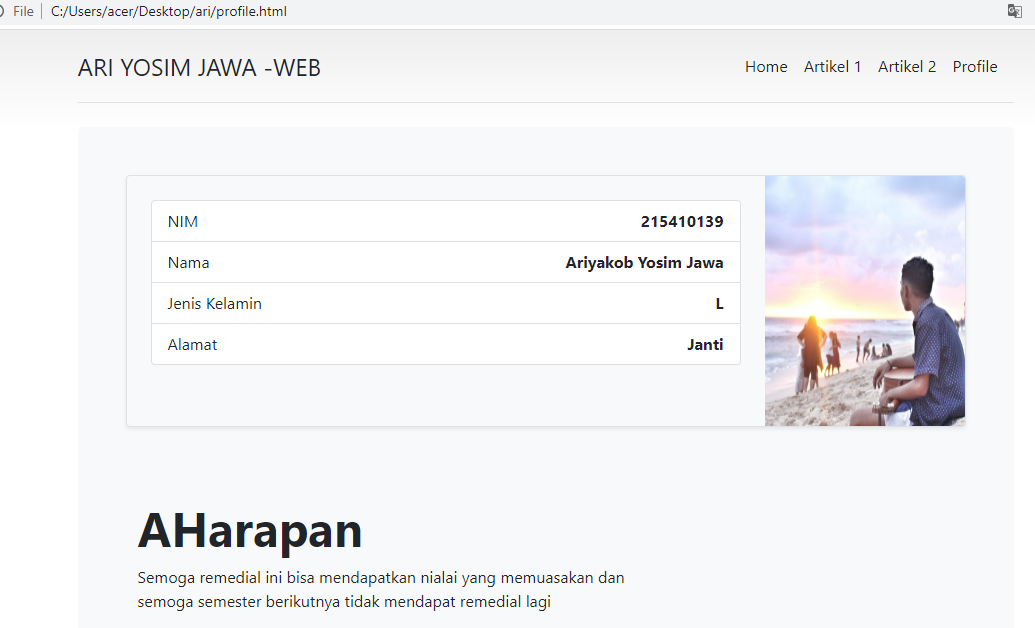 File C:/Users/acer/Desktop/ari/profile.html
ARI YOSIM JAWA -WEB
Home Artikel 1 Artikel 2 Profile
NIM 215410139
Nama Ariyakob Yosim Jawa
Jenis Kelamin L
Alamat Janti
AHarapan
Semoga remedial ini bisa mendapatkan nialai yang memuasakan dan
semoga semester berikutnya tidak mendapat remedial lagi